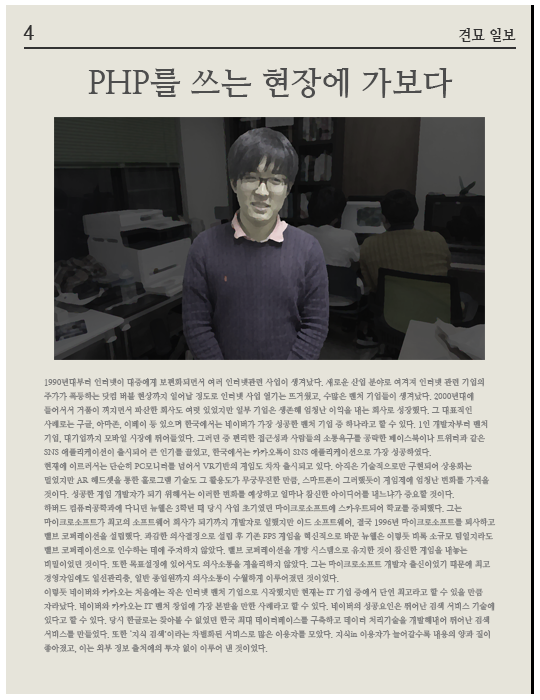 4
견묘 일보
PHP를 쓰는 현장에 가보다
1990년대부터 인터넷이 대중에게 보편화되면서 여러 인터넷관련 사업이 생겨났다. 새로운 산업 분야로 여겨져 인터넷 관련 기업의
주가가 폭등하는 닷컴 버블 현상까지 일어날 정도로 인터넷 사업 열기는 뜨거웠고, 수많은 벤처 기업들이 생겨났다. 2000년대에
들어서서 거품이 꺼지면서 파산한 회사도 여럿 있었지만 일부 기업은 생존해 엄청난 이익을 내는 회사로 성장했다. 그 대표적인
사례로는 구글, 아마존, 이베이 등 있으며 한국에서는 네이버가 가장 성공한 벤처 기업 중 하나라고 할 수 있다. 1인 개발자부터 벤처
기업, 대기업까지 모바일 시장에 뛰어들었다. 그러던 중 편리한 접근성과 사람들의 소통욕구를 공략한 페이스북이나 트위터와 같은
SNS 애플리케이션이 출시되어 큰 인기를 끌었고, 한국에서는 카카오톡이 SNS 애플리케이션으로 가장 성공하였다.
현재에 이르러서는 단순히 PC모니터를 넘어서 VR기반의 게임도 차차 출시되고 있다. 아직은 기술적으로만 구현되어 상용화는
멀었지만 AR 헤드셋을 통한 홀로그램 기술도 그 활용도가 무궁무진한 만큼, 스마트폰이 그러했듯이 게임계에 엄청난 변화를 가져올
것이다. 성공한 게임 개발자가 되기 위해서는 이러한 변화를 예상하고 얼마나 참신한 아이디어를 내느냐가 중요할 것이다.
하버드 컴퓨터공학과에 다니던 뉴웰은 3학년 때 당시 사업 초기였던 마이크로소프트에 스카우트되어 학교를 중퇴했다. 그는
마이크로소프트가 최고의 소프트웨어 회사가 되기까지 개발자로 일했지만 이드 소프트웨어, 결국 1996년 마이크로소프트를 퇴사하고
밸브 코퍼레이션을 설립했다. 과감한 의사결정으로 설립 후 기존 FPS 게임을 혁신적으로 바꾼 뉴웰은 이렇듯 비록 소규모 팀일지라도
밸브 코퍼레이션으로 인수하는 데에 주저하지 않았다. 밸브 코퍼레이션을 개방 시스템으로 유지한 것이 참신한 게임을 내놓는
비밀이었던 것이다. 또한 목표설정에 있어서도 의사소통을 게을리하지 않았다. 그는 마이크로소프트 개발자 출신이었기 때문에 최고
경영자임에도 일선관리층, 일반 종업원까지 의사소통이 수월하게 이루어졌던 것이다.
이렇듯 네이버와 카카오는 처음에는 작은 인터넷 벤처 기업으로 시작했지만 현재는 IT 기업 중에서 단연 최고라고 할 수 있을 만큼
자라났다. 네이버와 카카오는 IT 벤처 창업에 가장 본받을 만한 사례라고 할 수 있다. 네이버의 성공요인은 뛰어난 검색 서비스 기술에
있다고 할 수 있다. 당시 한글로는 찾아볼 수 없었던 한국 최대 데이터베이스를 구축하고 데이터 처리기술을 개발해내어 뛰어난 검색
서비스를 만들었다. 또한 '지식 검색'이라는 차별화된 서비스로 많은 이용자를 모았다. 지식in 이용자가 늘어갈수록 내용의 양과 질이
좋아졌고, 이는 외부 정보 출처에의 투자 없이 이루어 낸 것이었다.